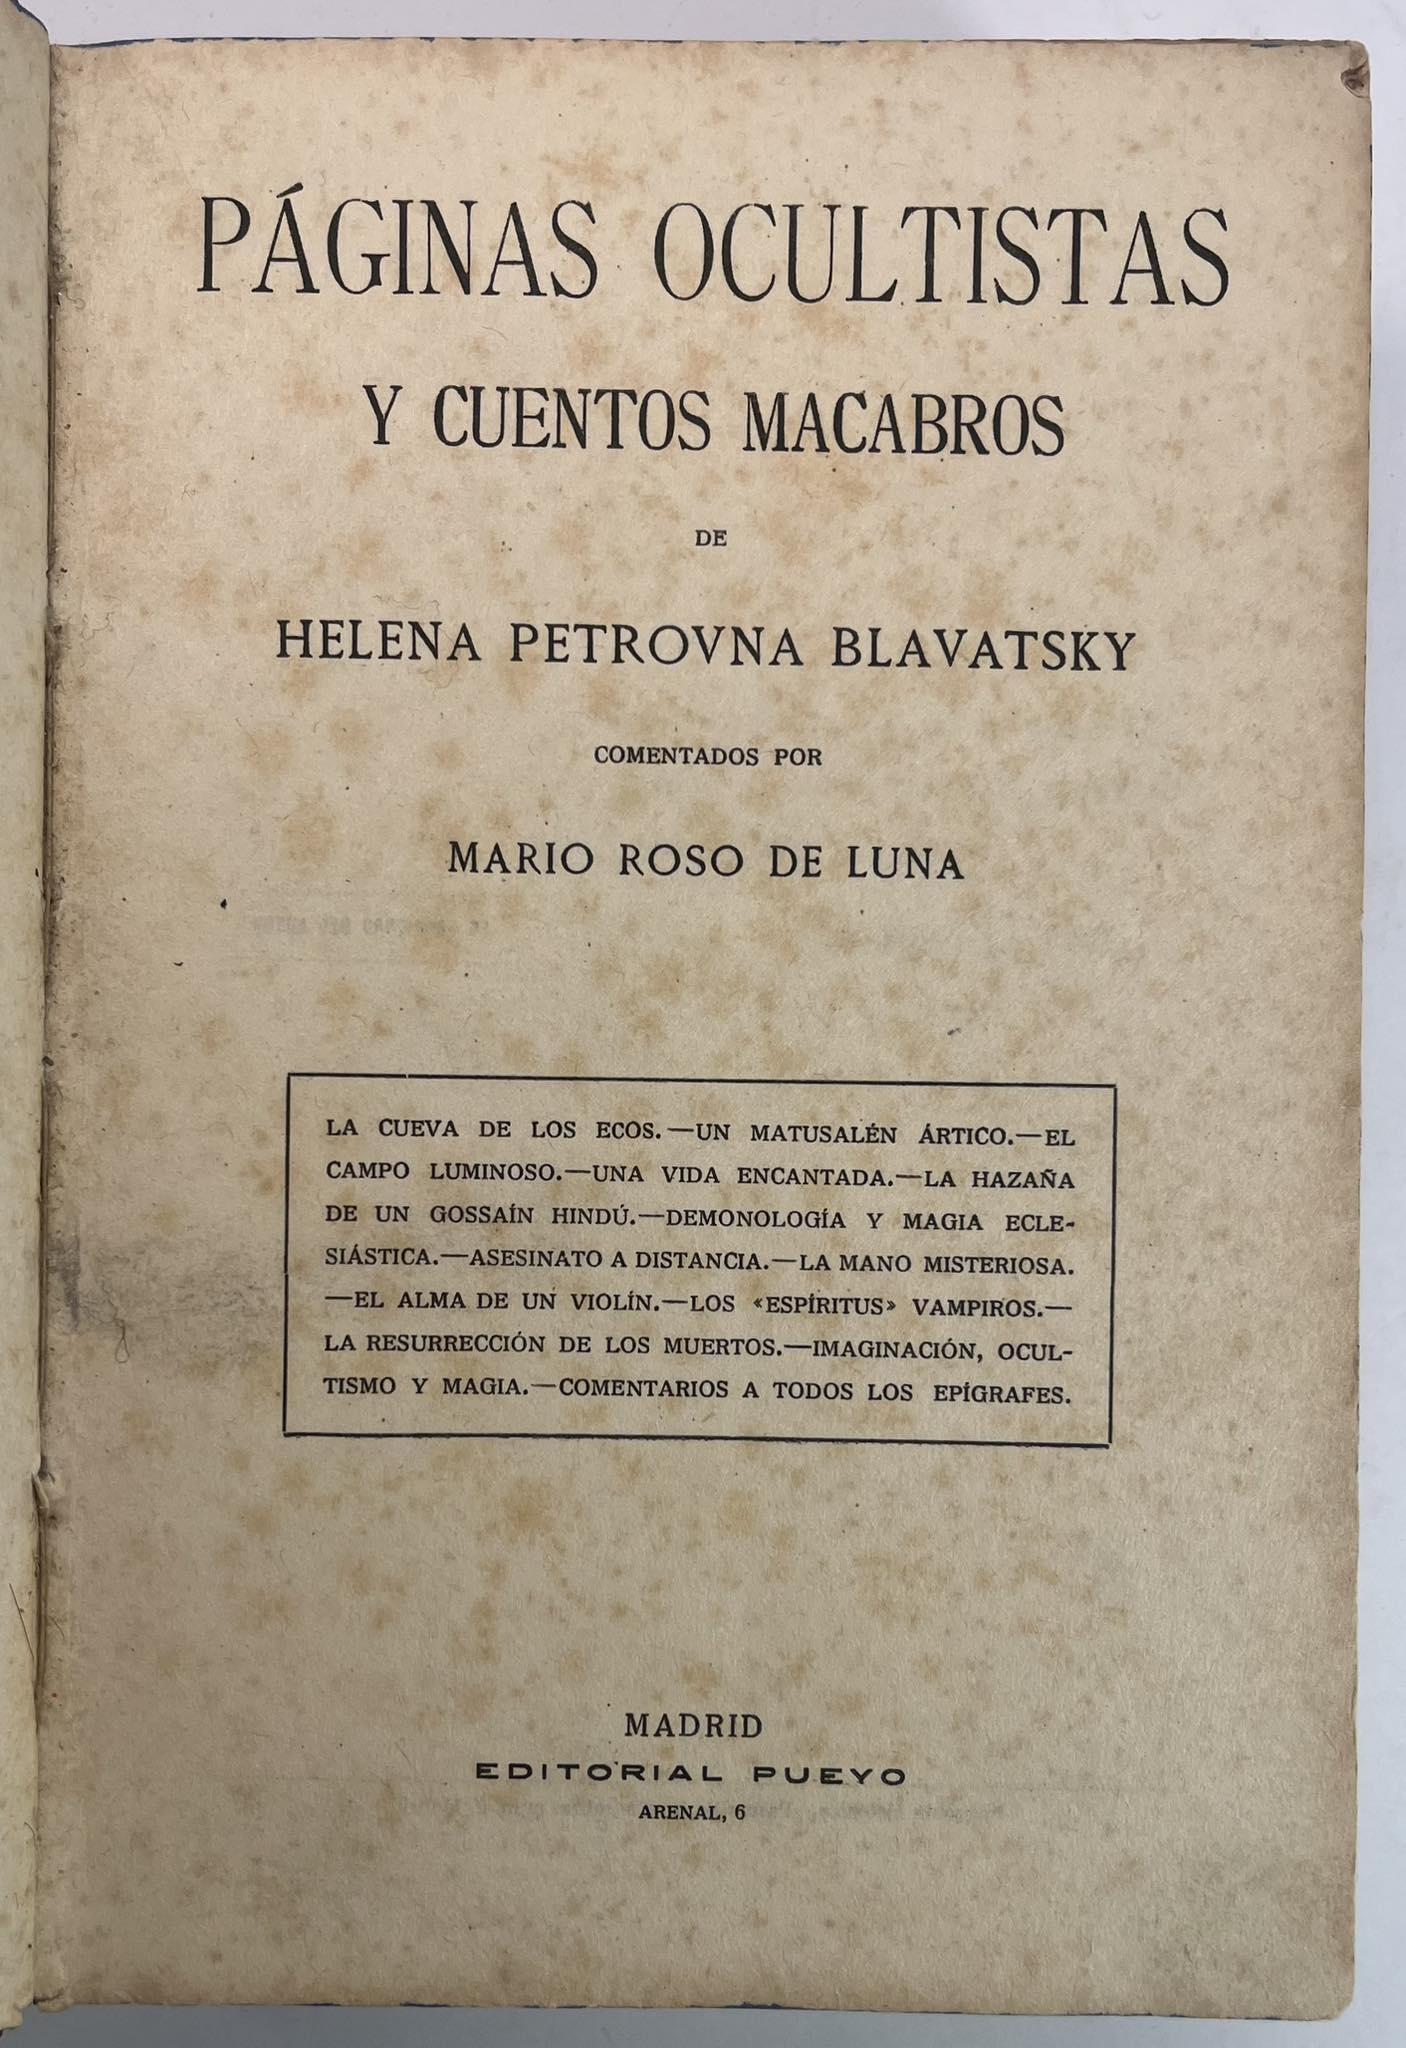 PÁGINAS OCULTISTAS
Y CUENTOS MACABROS
DE
HELENA PETROVNA BLAVATSKY
COMENTADOS POR
MARIO ROSO DE LUNA
LA CUEVA DE LOS ECOS.—UN MATUSALÉN ÁRTICO.—EL
CAMPO LUMINOSO.—UNA VIDA ENCANTADA.—LA HAZAÑA
DE UN GOSSAÍN HINDÚ.—DEMONOLOGÍA Y MAGIA ECLE-
SIÁSTICA.—ASESINATO A DISTANCIA.—LA MANO MISTERIOSA.
—EL ALMA DE UN VIOLÍN.—LOS «ESPÍRITUS» VAMPIROS.—
LA RESURRECCIÓN DE LOS MUERTOS.—IMAGINACIÓN, OCUL-
TISMO Y MAGIA.—COMENTARIOS A TODOS LOS EPÍGRAFES.
MADRID
EDITORIAL PUEYO
ARENAL, 6